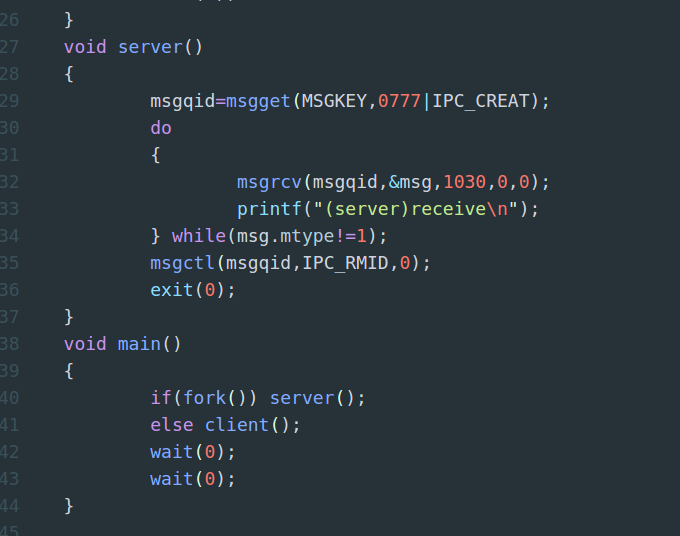 26 }
27 void server()
28 {
29 msgqid=msgget(MSGKEY,0777|IPC_CREAT);
30 do
31 {
32 msgrcv(msgqid,&msg,1030,0,0);
33 printf("(server)receive\n");
34 } while(msg.mtype!=1);
35 msgctl(msgqid,IPC_RMID,0);
36 exit(0);
37 }
38 void main()
39 {
40 if(fork()) server();
41 else client();
42 wait(0);
43 wait(0);
44 }
45